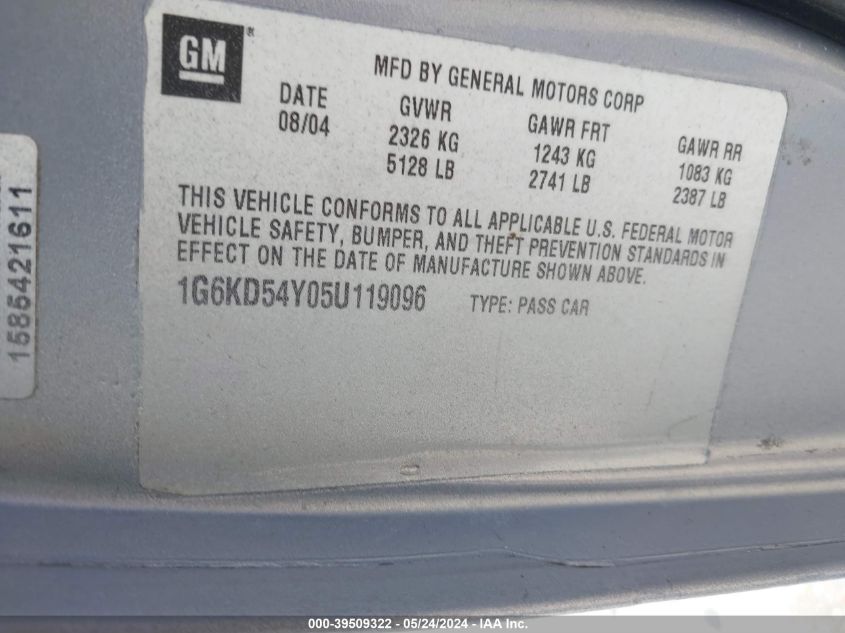 GM®
MFD BY GENERAL MOTORS CORP
DATE GVWR GAWR FRT GAWR RR
08/04 2326 KG 1243 KG 1083 KG
5128 LB 2741 LB 2387 LB
THIS VEHICLE CONFORMS TO ALL APPLICABLE U.S. FEDERAL MOTOR
VEHICLE SAFETY, BUMPER, AND THEFT PREVENTION STANDARDS IN
EFFECT ON THE DATE OF MANUFACTURE SHOWN ABOVE.
1G6KD54Y05U119096 TYPE: PASS CAR
1585421611
000-39509322 - 05/24/2024 - IAA Inc.